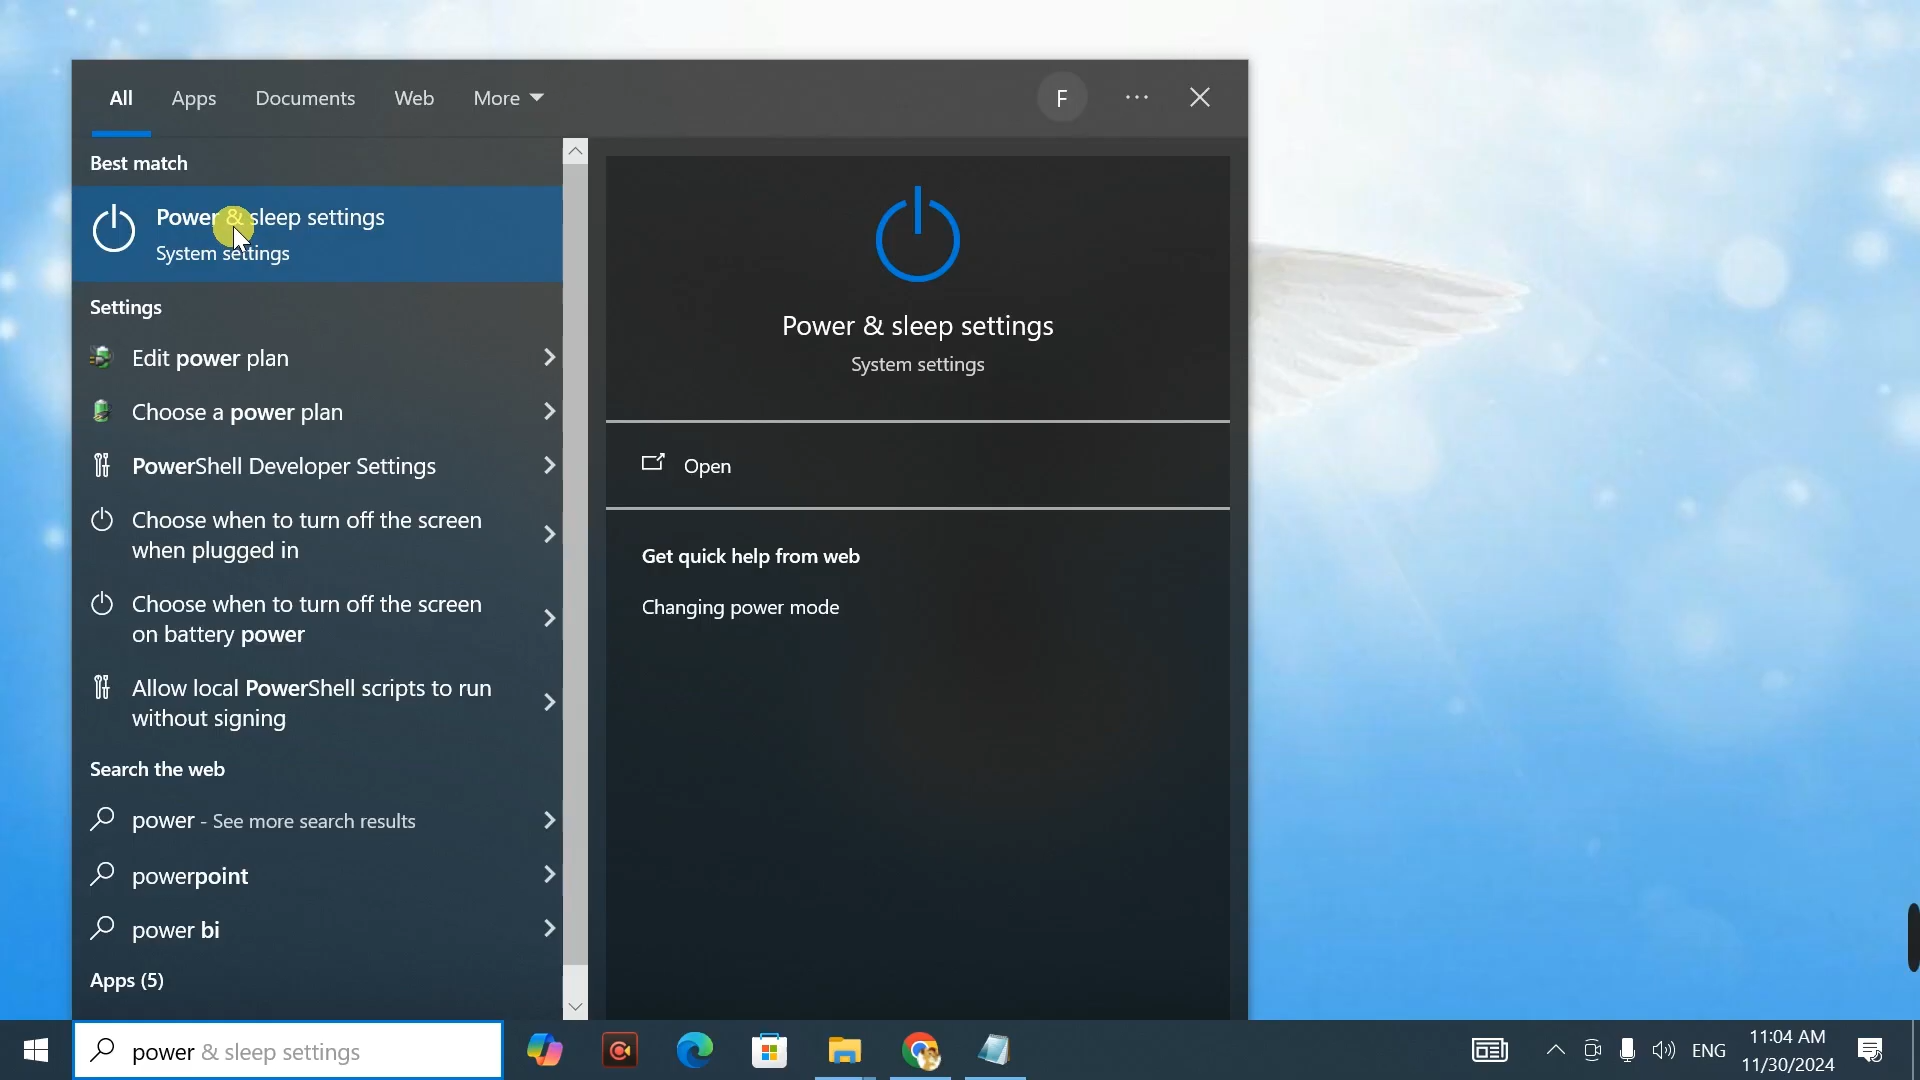 All Apps Documents Web More F
Best match
Power & sleep settings
System settings
Settings
Edit power plan
Choose a power plan
PowerShell Developer Settings
Choose when to turn off the screen
when plugged in
Choose when to turn off the screen
on battery power
Allow local PowerShell scripts to run
without signing
Search the web
power - See more search results
powerpoint
power bi
Apps (5)
Power & sleep settings
System settings
Open
Get quick help from web
Changing power mode
power & sleep settings
ENG
11:04 AM
11/30/2024